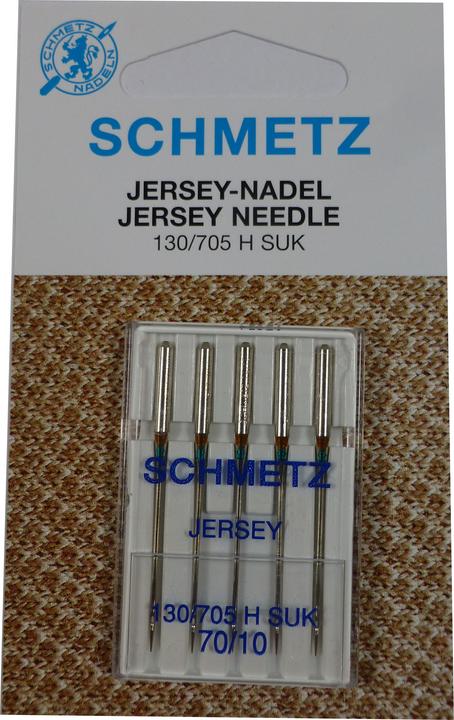 SCHMETZ
NADELN
SCHMETZ
JERSEY-NADEL
JERSEY NEEDLE
130/705 H SUK
SCHMETZ
JERSEY
130/705 H SUK
70/10